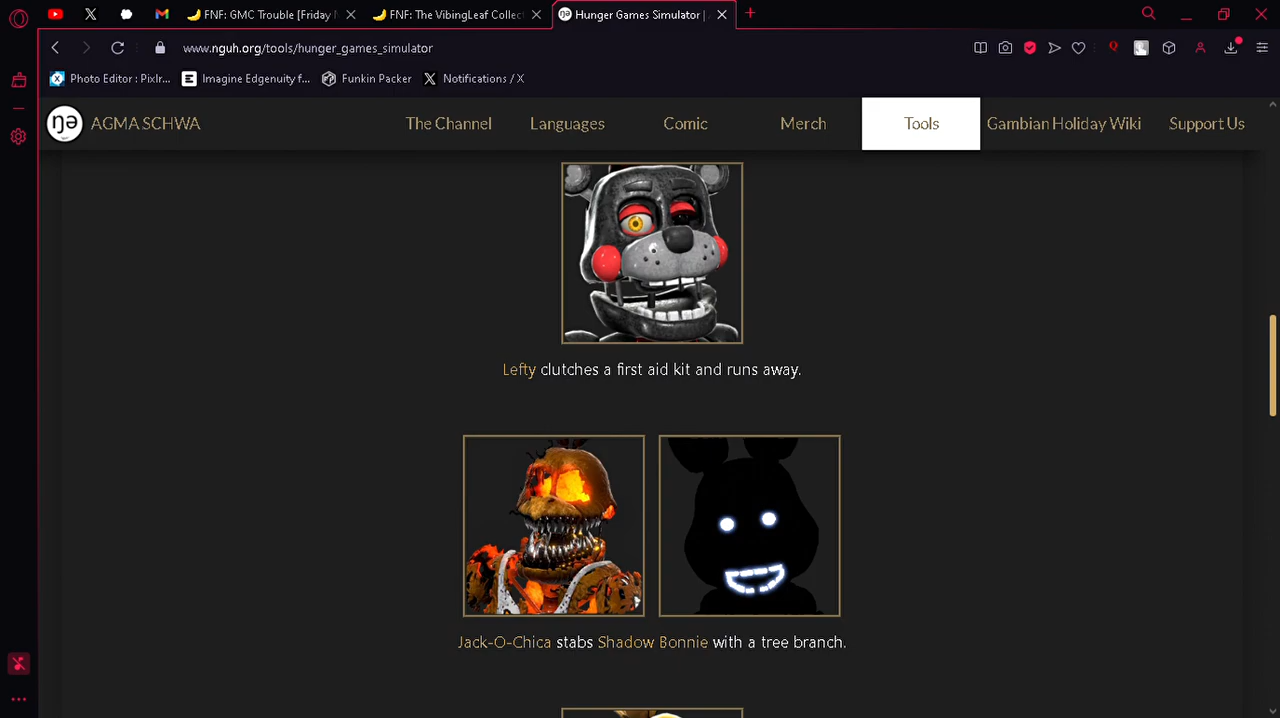 FNF: GMC Trouble [Friday
FNF: The VibingLeaf Collect
Hunger Games Simulator |
www.nguh.org/tools/hunger_games_simulator
Photo Editor : Pixlr...
Imagine Edgenuity f...
Funkin Packer
Notifications / X
ŋə
AGMA SCHWA
The Channel
Languages
Comic
Merch
Tools
Gambian Holiday Wiki
Support Us
Lefty clutches a first aid kit and runs away.
Jack-O-Chica stabs Shadow Bonnie with a tree branch.